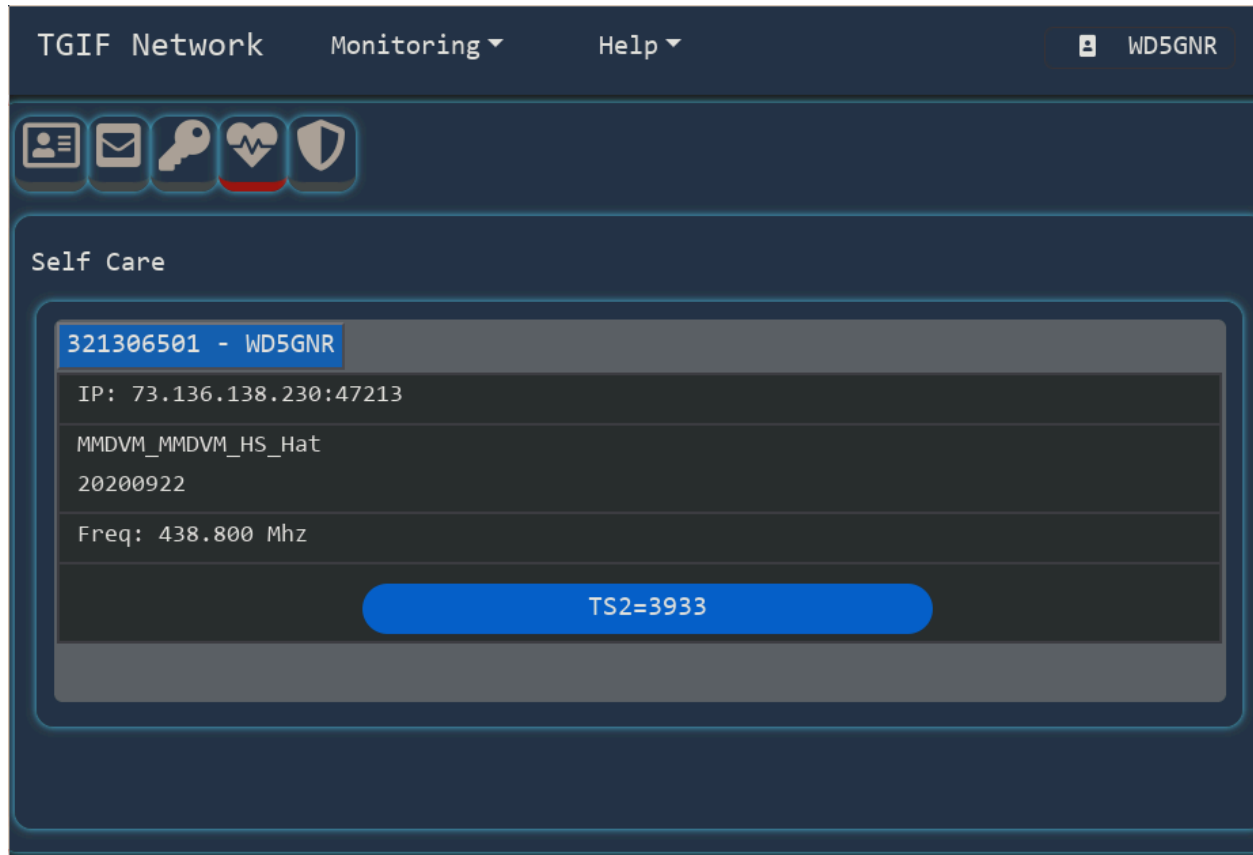 TGIF Network Monitoring Help WD5GNR
Self Care
321306501 - WD5GNR
IP: 73.136.138.230:47213
MMDVM_MMDVM_HS_Hat
20200922
Freq: 438.800 Mhz
TS2=3933